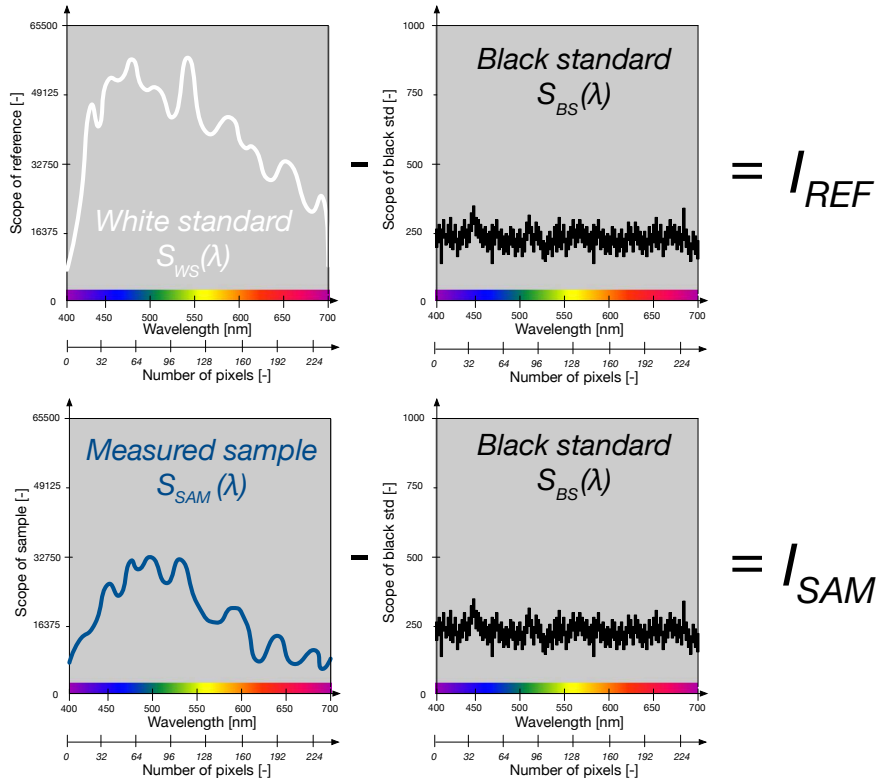 65500
49125
32750
16375
0
Scope of reference [-]
White standard
S_WS(λ)
400 450 500 550 600 650 700
Wavelength [nm]
0 32 64 96 128 160 192 224
Number of pixels [-]
-
1000
750
500
250
0
Scope of black std [-]
Black standard
S_BS(λ)
400 450 500 550 600 650 700
Wavelength [nm]
0 32 64 96 128 160 192 224
Number of pixels [-]
= I_REF
65500
49125
32750
16375
0
Scope of sample [-]
Measured sample
S_SAM(λ)
400 450 500 550 600 650 700
Wavelength [nm]
0 32 64 96 128 160 192 224
Number of pixels [-]
-
1000
750
500
250
0
Scope of black std [-]
Black standard
S_BS(λ)
400 450 500 550 600 650 700
Wavelength [nm]
0 32 64 96 128 160 192 224
Number of pixels [-]
= I_SAM